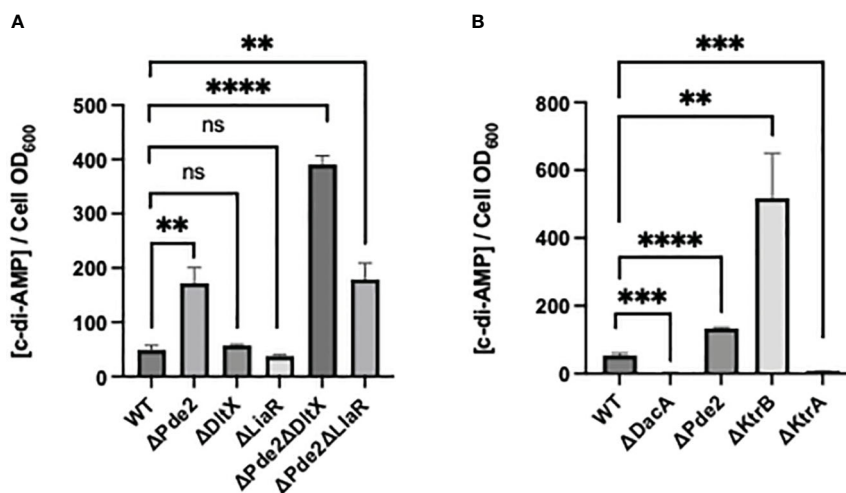 A
[c-di-AMP] / Cell OD600
500
400
300
200
100
0
**
****
ns
ns
**
WT
ΔPde2
ΔDltX
ΔLiaR
ΔPde2ΔDltX
ΔPde2ΔLIaR
B
[c-di-AMP] / Cell OD600
800
600
400
200
0
***
**
****
***
WT
ΔDacA
ΔPde2
ΔKtrB
ΔKtrA